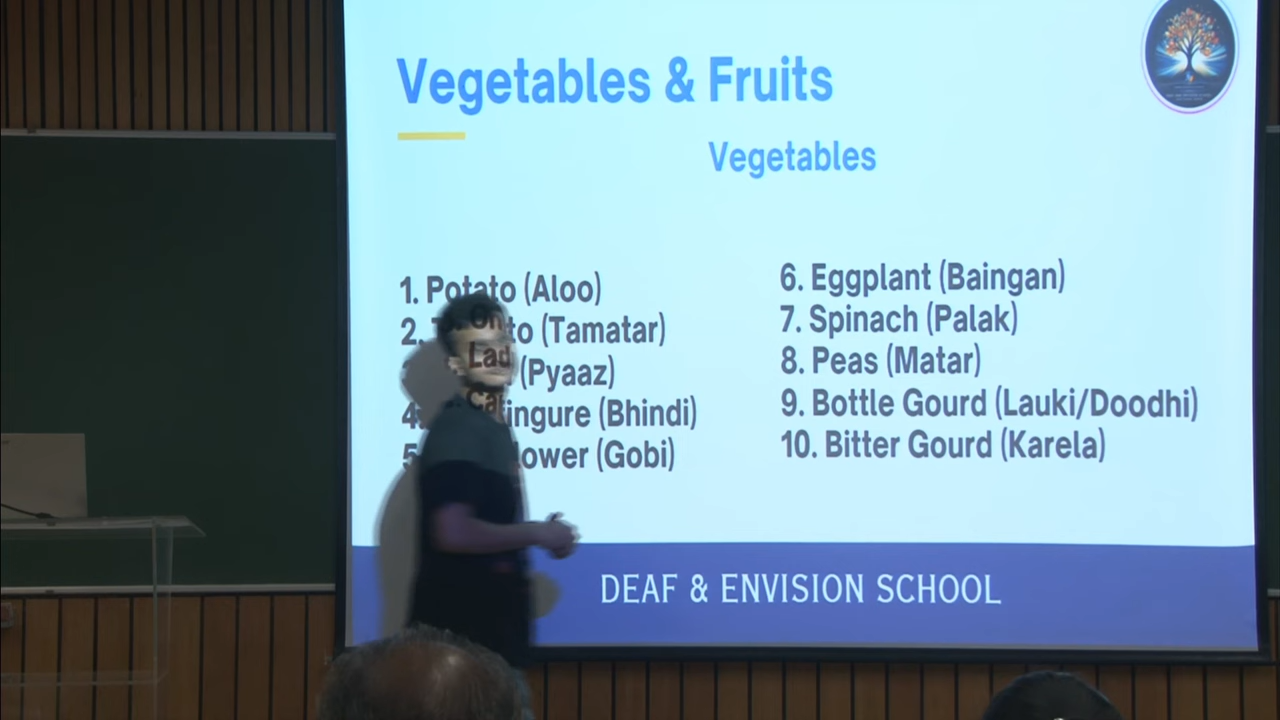 Vegetables & Fruits
Vegetables
1. Potato (Aloo)
2. (Tamatar)
(Pyaaz)
4. (Bhindi)
5. (Gobi)
6. Eggplant (Baingan)
7. Spinach (Palak)
8. Peas (Matar)
9. Bottle Gourd (Lauki/Doodhi)
10. Bitter Gourd (Karela)
DEAF & ENVISION SCHOOL